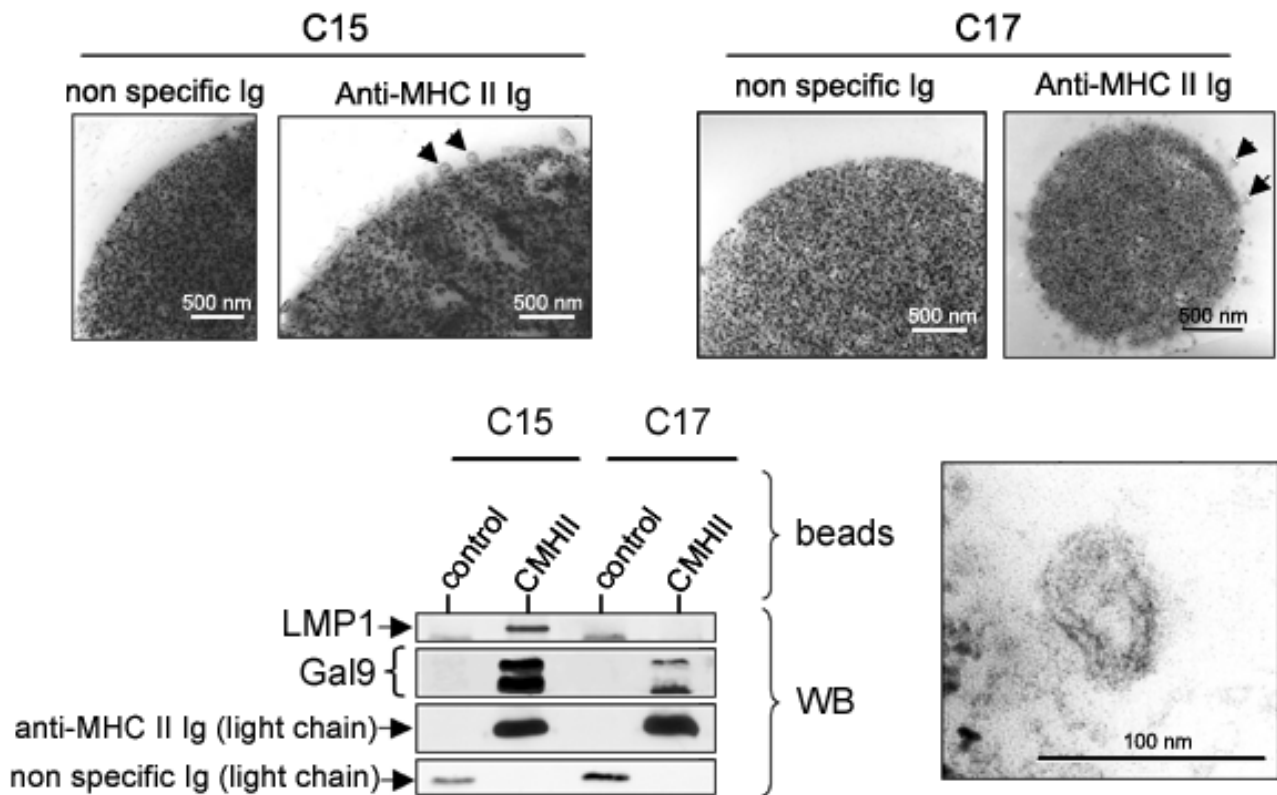 C15
C17
non specific Ig
Anti-MHC II Ig
non specific Ig
Anti-MHC II Ig
500 nm
500 nm
500 nm
500 nm
C15
C17
control
CMHII
control
CMHII
beads
LMP1
Gal9
anti-MHC II Ig (light chain)
non specific Ig (light chain)
WB
100 nm